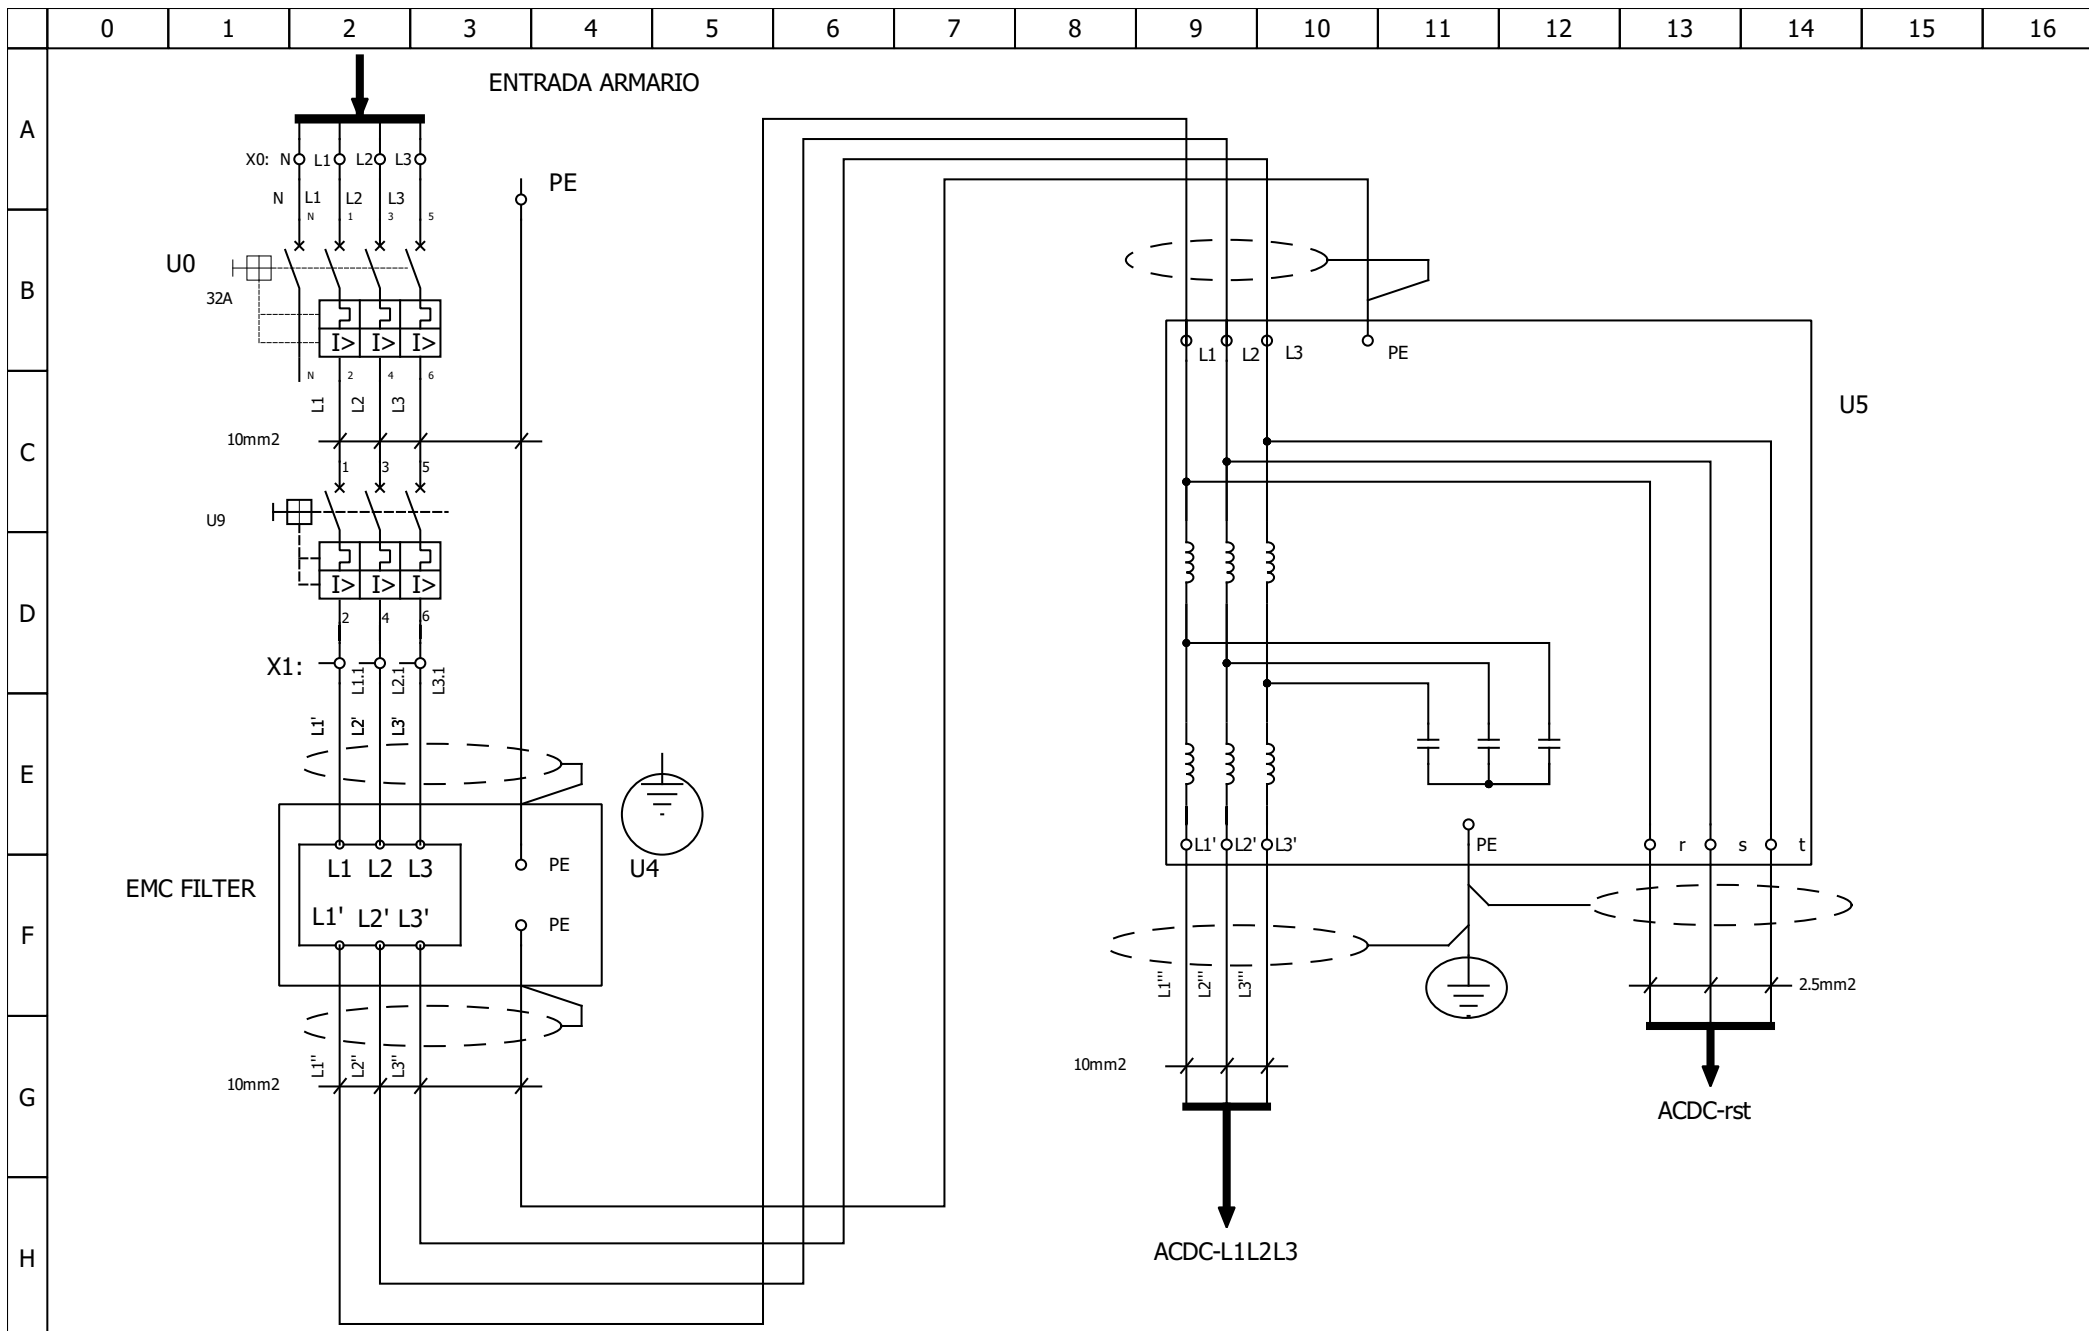 0 1 2 3 4 5 6 7 8 9 10 11 12 13 14 15 16
ENTRADA ARMARIO
A
X0: N L1 L2 L3
PE
N L1 L2 L3
N 1 3 5
U0
B
32A
I> I> I>
L1 L2 L3 PE
N 2 4 6
L1 L2 L3
U5
10mm2
C
1 3 5
U9
I> I> I>
D
2 4 6
X1: L1.1 L2.1 L3.1
L1' L2' L3'
E
L1' L2' L3' PE r s t
L1 L2 L3 PE U4
EMC FILTER
L1' L2' L3' PE
F
L1''' L2''' L3'''
2.5mm2
L1'' L2'' L3''
10mm2
10mm2
G
ACDC-rst
ACDC-L1L2L3
H